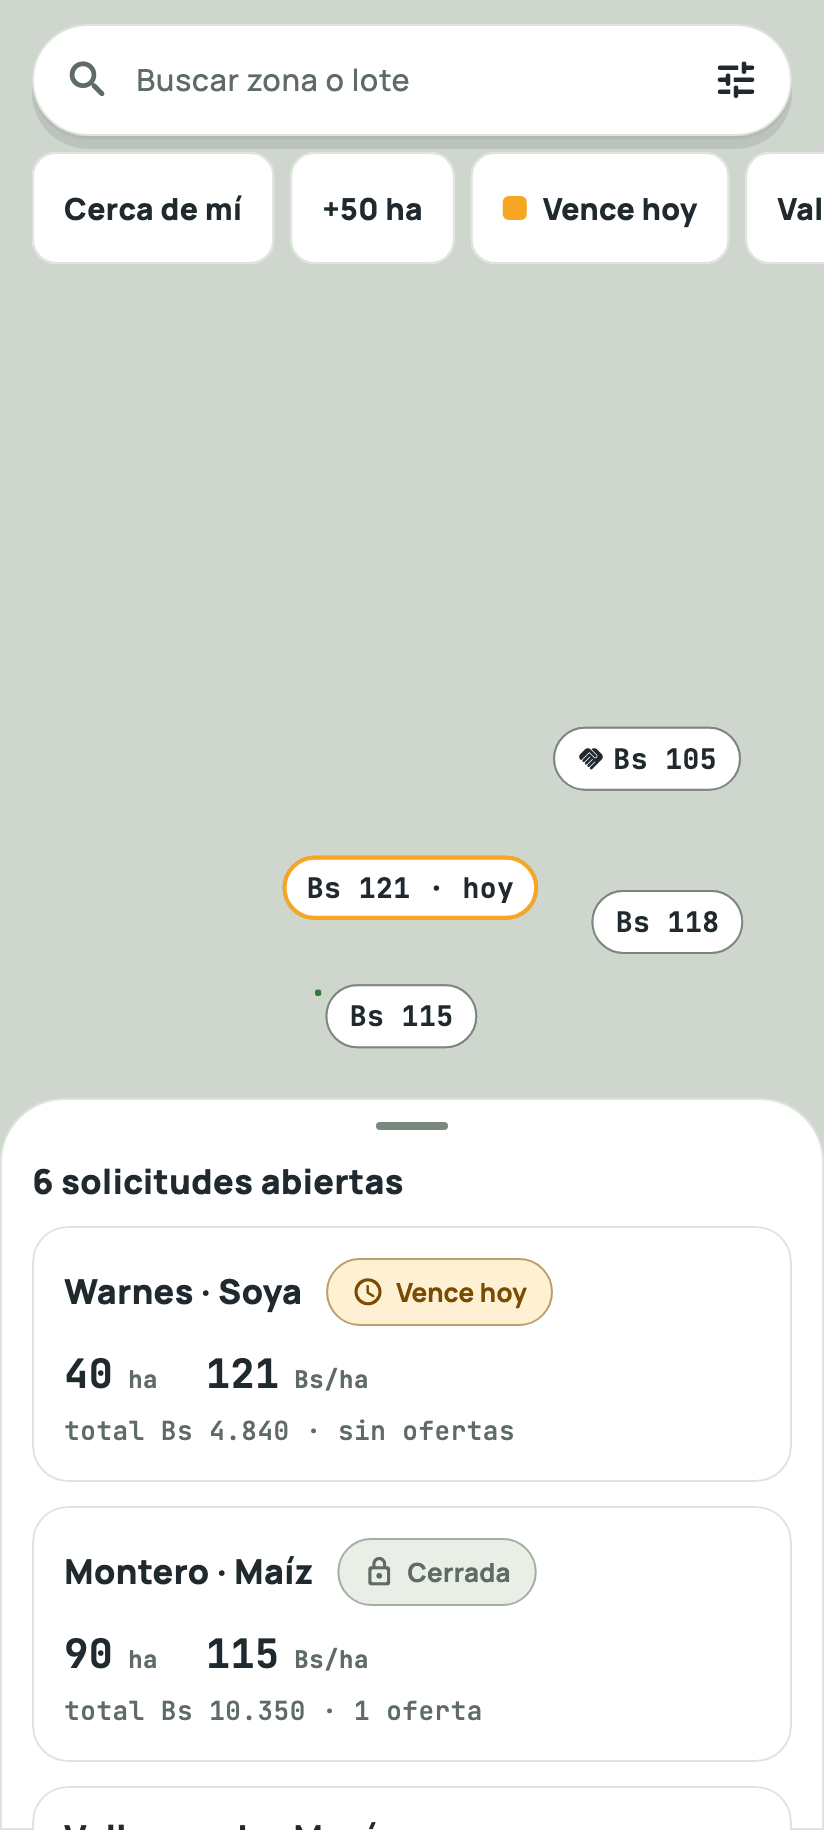 Buscar zona o lote
Cerca de mí
+50 ha
Vence hoy
Val
Bs 105
Bs 121 · hoy
Bs 118
Bs 115
6 solicitudes abiertas
Warnes · Soya
Vence hoy
40 ha 121 Bs/ha
total Bs 4.840 · sin ofertas
Montero · Maíz
Cerrada
90 ha 115 Bs/ha
total Bs 10.350 · 1 oferta